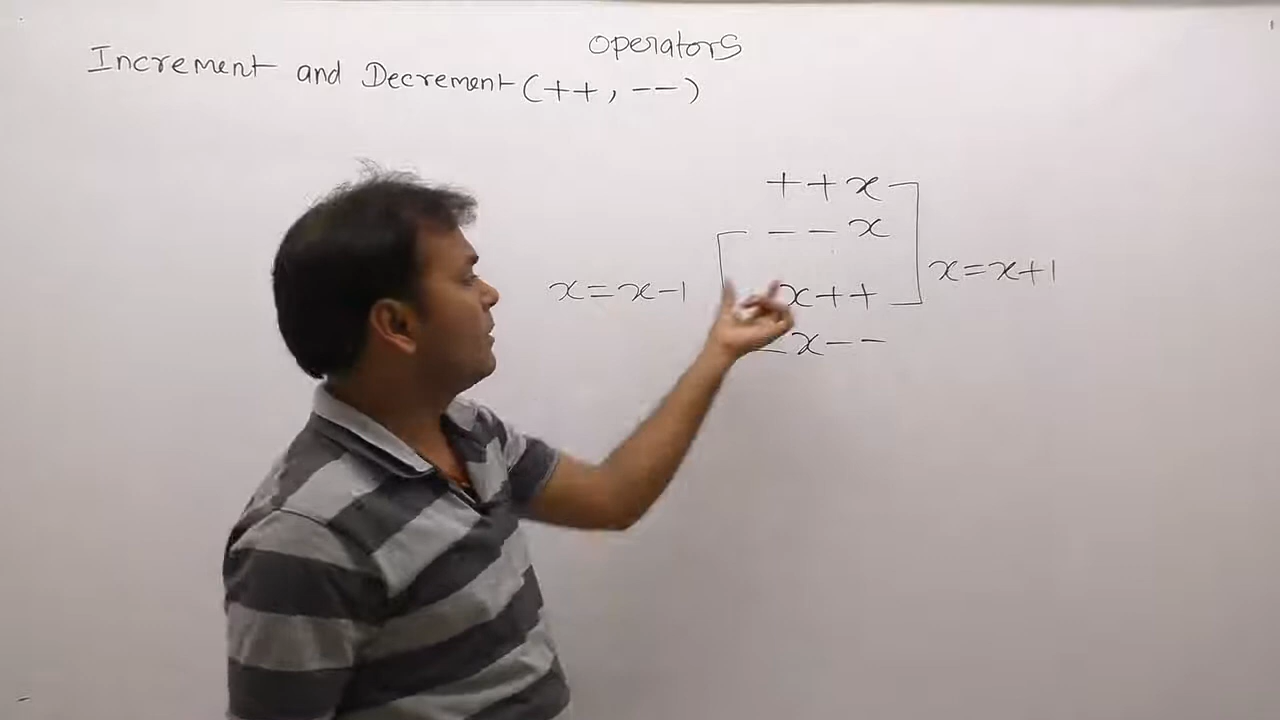 Operators
Increment and Decrement (++, --)
++x
--x
x=x-1
x++
x=x+1
x--